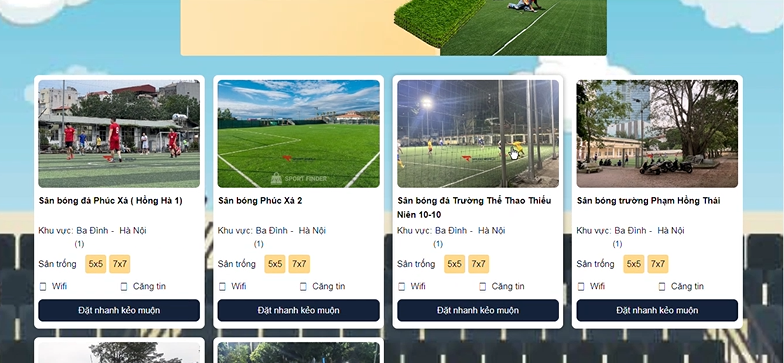 SPORT FINDER
Sân bóng đá Phúc Xá ( Hồng Hà 1)
Khu vực: Ba Đình - Hà Nội
(1)
Sân trống 5x5 7x7
Wifi Căng tin
Đặt nhanh kẻo muộn
Sân bóng Phúc Xá 2
Khu vực: Ba Đình - Hà Nội
(1)
Sân trống 5x5 7x7
Wifi Căng tin
Đặt nhanh kẻo muộn
Sân bóng đá Trường Thể Thao Thiếu
Niên 10-10
Khu vực: Ba Đình - Hà Nội
(1)
Sân trống 5x5 7x7
Wifi Căng tin
Đặt nhanh kẻo muộn
Sân bóng trường Phạm Hồng Thái
Khu vực: Ba Đình - Hà Nội
(1)
Sân trống 5x5 7x7
Wifi Căng tin
Đặt nhanh kẻo muộn